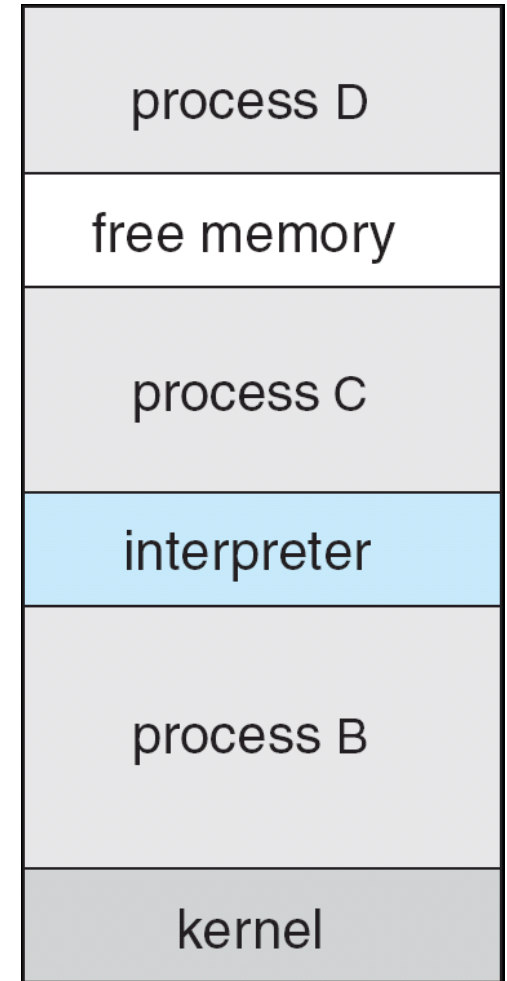 process D
free memory
process C
interpreter
process B
kernel